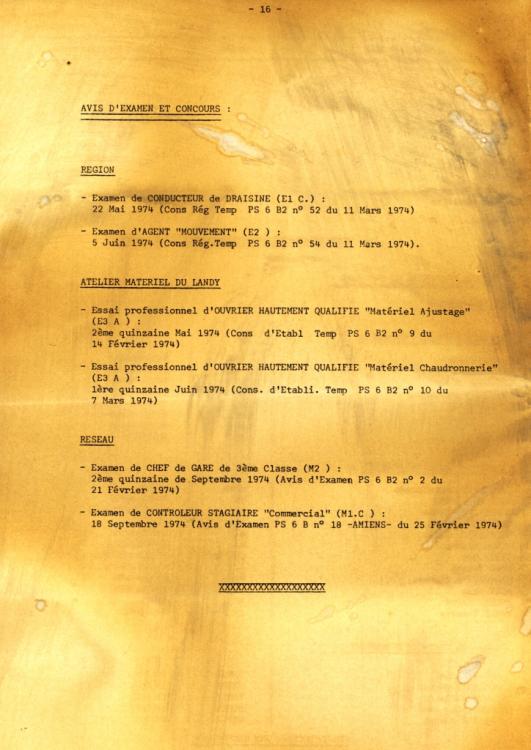 - 16 -
AVIS D'EXAMEN ET CONCOURS :
REGION
- Examen de CONDUCTEUR de DRAISINE (E1 C.) :
22 Mai 1974 (Cons Rég Temp PS 6 B2 n° 52 du 11 Mars 1974)
- Examen d'AGENT "MOUVEMENT" (E2 ) :
5 Juin 1974 (Cons Rég.Temp PS 6 B2 n° 54 du 11 Mars 1974).
ATELIER MATERIEL DU LANDY
- Essai professionnel d'OUVRIER HAUTEMENT QUALIFIE "Matériel Ajustage"
(E3 A ) :
2ème quinzaine Mai 1974 (Cons d'Etabl Temp PS 6 B2 n° 9 du
14 Février 1974)
- Essai professionnel d'OUVRIER HAUTEMENT QUALIFIE "Matériel Chaudronnerie"
(E3 A ) :
1ère quinzaine Juin 1974 (Cons. d'Etabli. Temp PS 6 B2 n° 10 du
7 Mars 1974)
RESEAU
- Examen de CHEF de GARE de 3ème Classe (M2 ) :
2ème quinzaine de Septembre 1974 (Avis d'Examen PS 6 B2 n° 2 du
21 Février 1974)
- Examen de CONTROLEUR STAGIAIRE "Commercial" (M1.C ) :
18 Septembre 1974 (Avis d'Examen PS 6 B n° 18 -AMIENS- du 25 Février 1974)
XXXXXXXXXXXXXXXXXXX